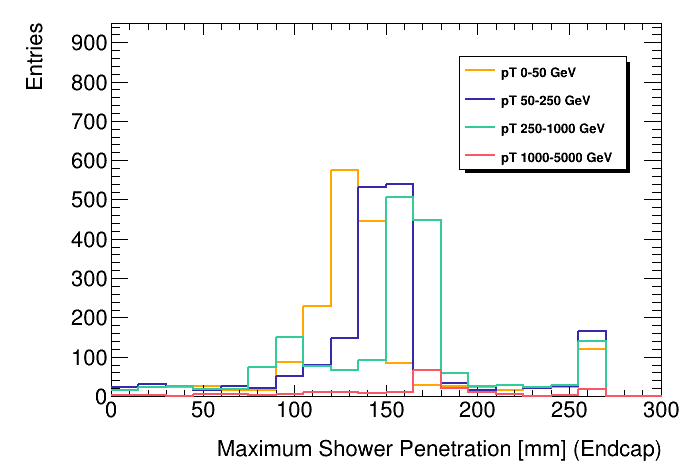 Entries
900
800
700
600
500
400
300
200
100
0
pT 0-50 GeV
pT 50-250 GeV
pT 250-1000 GeV
pT 1000-5000 GeV
0 50 100 150 200 250 300
Maximum Shower Penetration [mm] (Endcap)